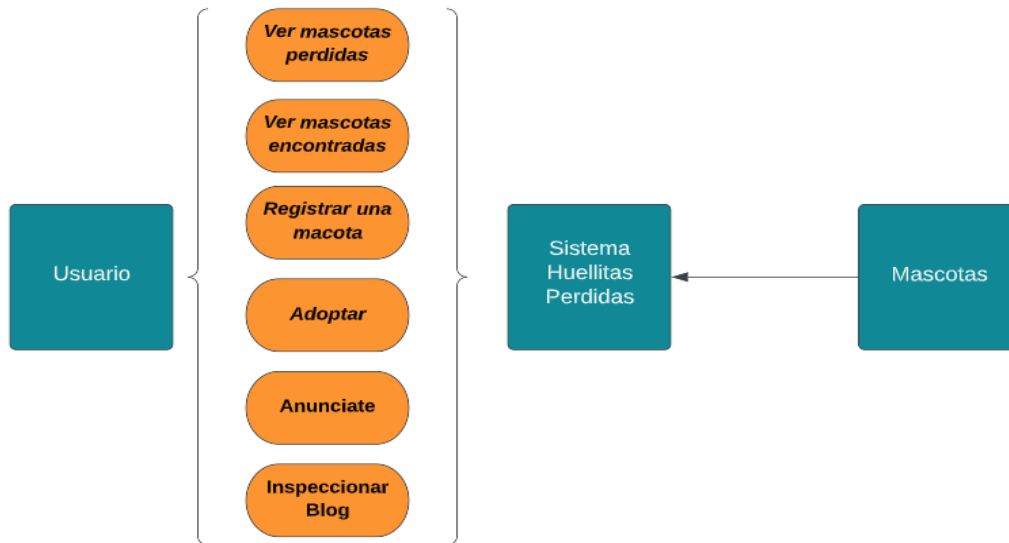 Ver mascotas
perdidas
Ver mascotas
encontradas
Registrar una
macota
Usuario
Sistema
Huellitas
Perdidas
Mascotas
Adoptar
Anunciate
Inspeccionar
Blog